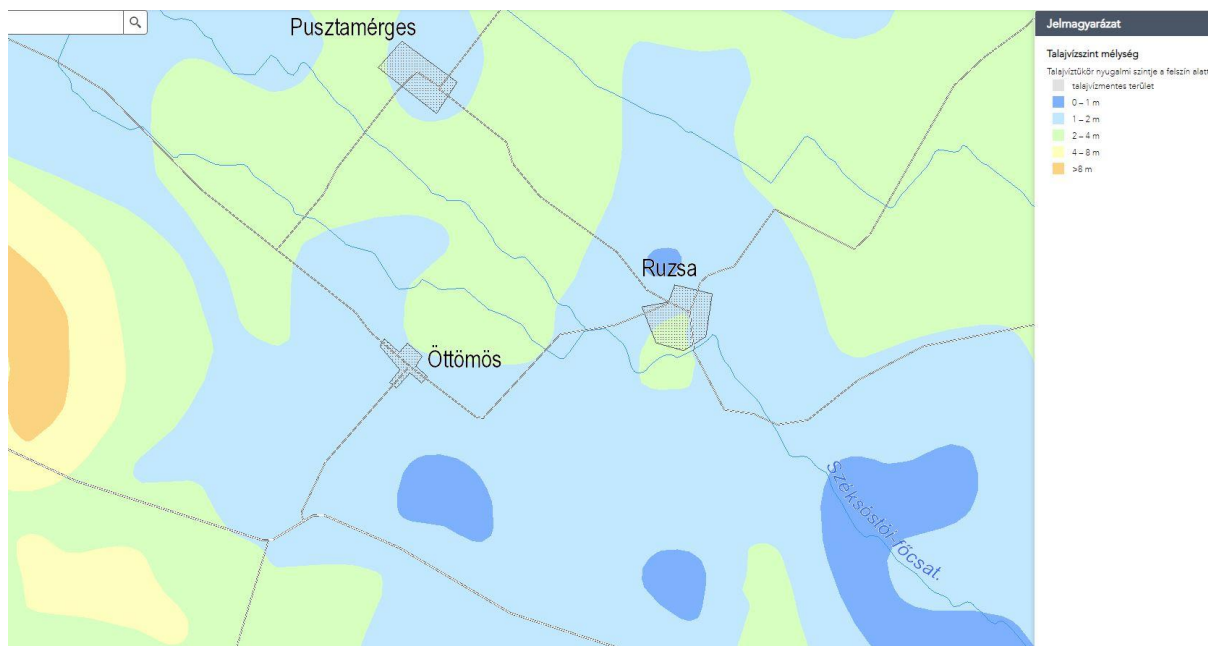 Pusztamérges
Ruzsa
Öttömös
Széksóstói-főcsat.
Jelmagyarázat
Talajvízszint mélység
Talajvíztükör nyugalmi szintje a felszín alatt
talajvízmentes terület
0 – 1 m
1 – 2 m
2 – 4 m
4 – 8 m
>8 m